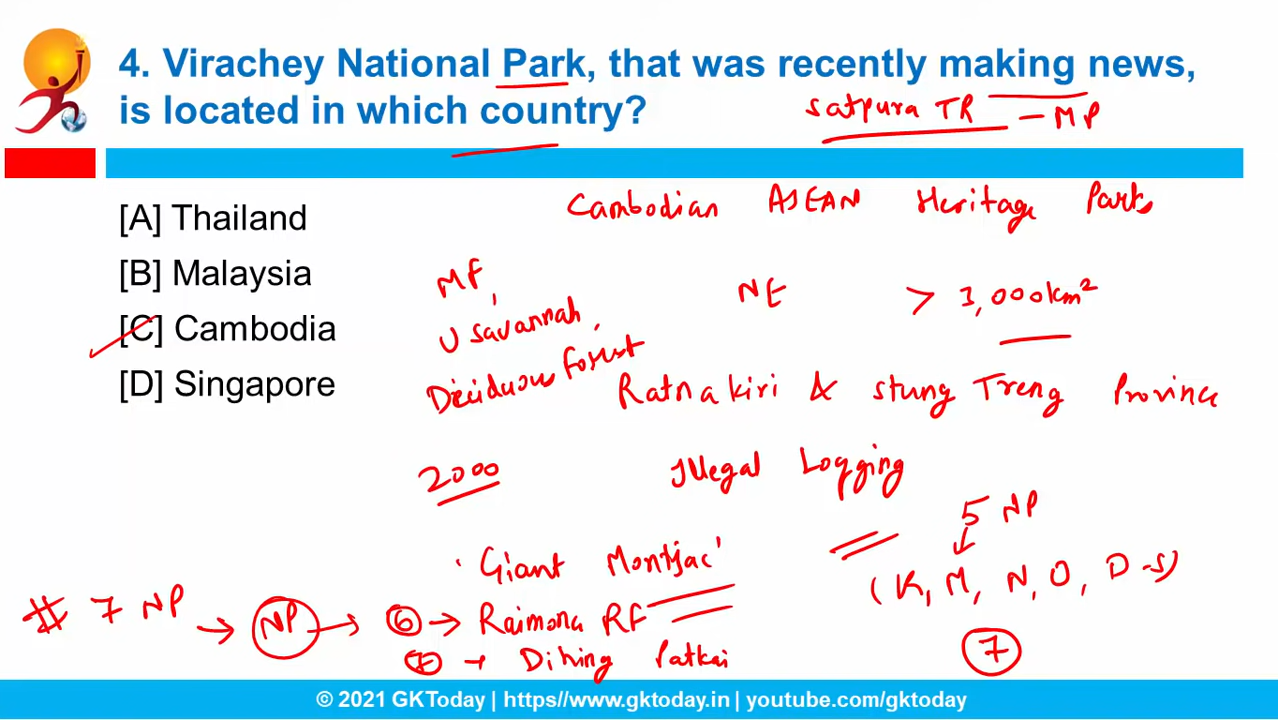 4. Virachey National Park, that was recently making news,
is located in which country?
Satpura TR – MP
[A] Thailand
Cambodian ASEAN Heritage Parks
[B] Malaysia
MF,
NE > 3,000km²
U Savannah,
[C] Cambodia
Diciduous Forest
[D] Singapore
Ratnakiri & stung Treng Province
2000
Illegal Logging
5 NP
(K, M, N, O, D-S)
'Giant Montjac'
# 7 NP → NP → 6 → Raimona RF
7 → Dihing Patkai
7
© 2021 GKToday | https//www.gktoday.in | youtube.com/gktoday